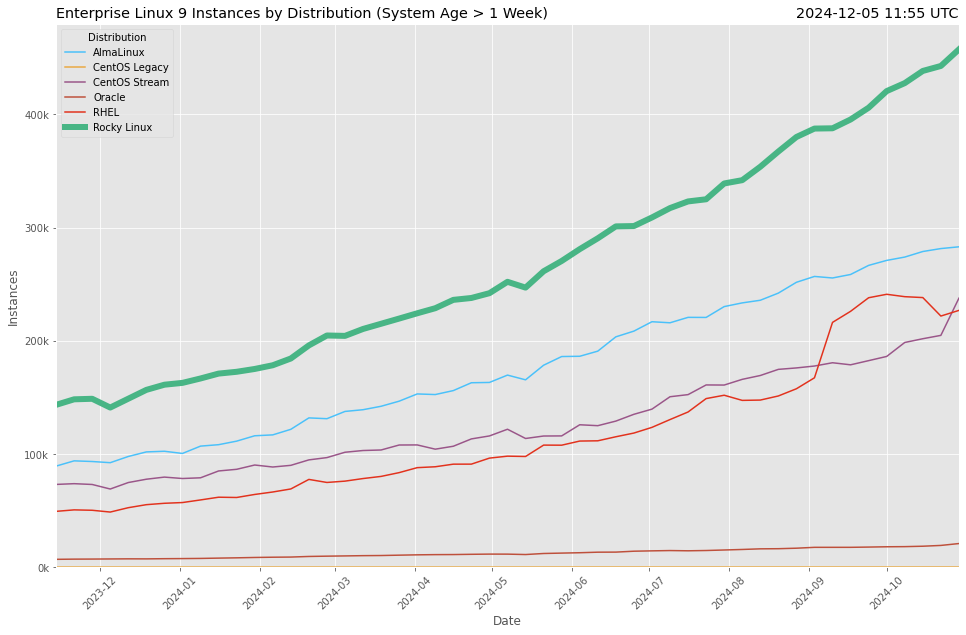 Enterprise Linux 9 Instances by Distribution (System Age > 1 Week)
2024-12-05 11:55 UTC
Distribution
AlmaLinux
CentOS Legacy
CentOS Stream
Oracle
RHEL
Rocky Linux
Instances
400k
300k
200k
100k
0k
2023-12
2024-01
2024-02
2024-03
2024-04
2024-05
2024-06
2024-07
2024-08
2024-09
2024-10
Date